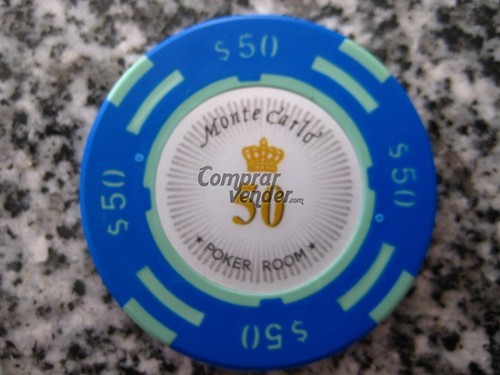 $50
Monte Carlo
Comprar
Vender.com
50
★ POKER ROOM ★
$50
$50
$50